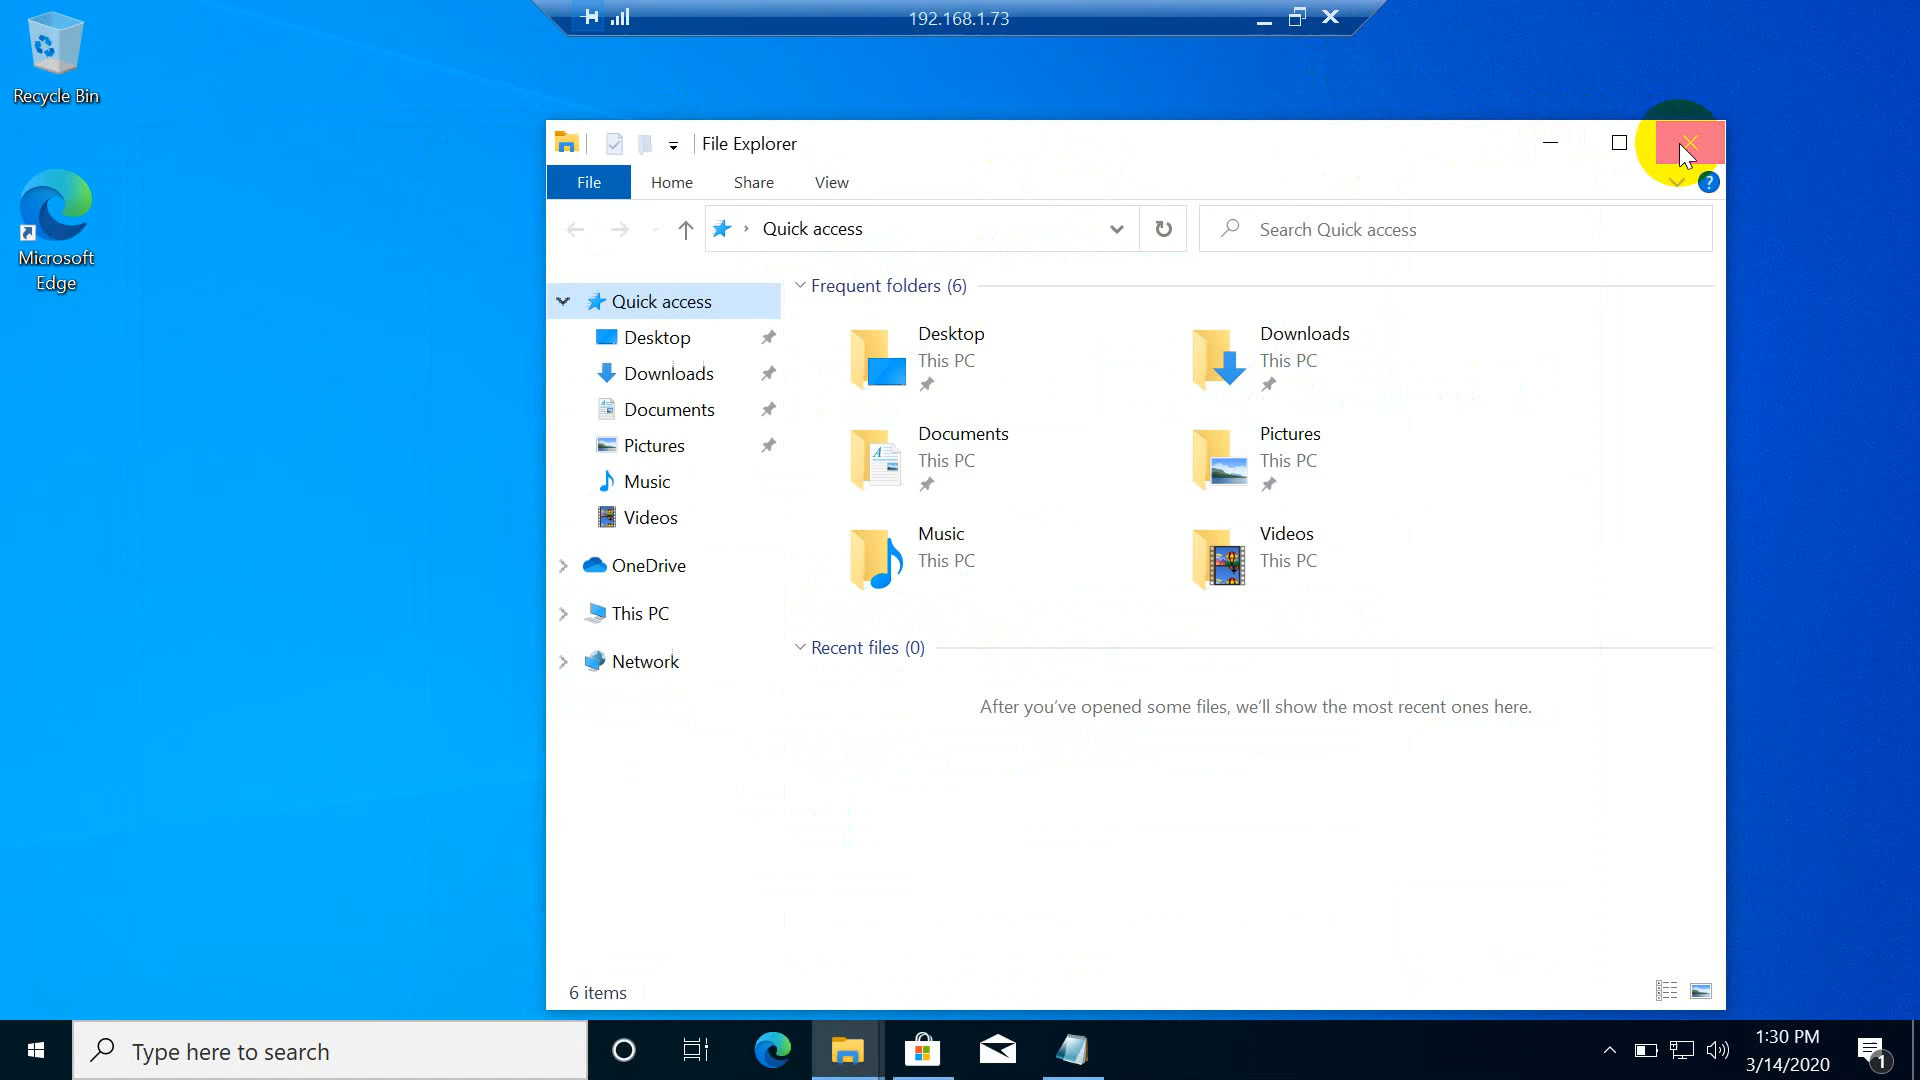 192.168.1.73
Recycle Bin
Microsoft
Edge
File Explorer
File
Home
Share
View
?
Quick access
Search Quick access
Quick access
Desktop
Downloads
Documents
Pictures
Music
Videos
OneDrive
This PC
Network
Frequent folders (6)
Desktop
This PC
Downloads
This PC
Documents
This PC
Pictures
This PC
Music
This PC
Videos
This PC
Recent files (0)
After you've opened some files, we'll show the most recent ones here.
6 items
Type here to search
1:30 PM
3/14/2020
1